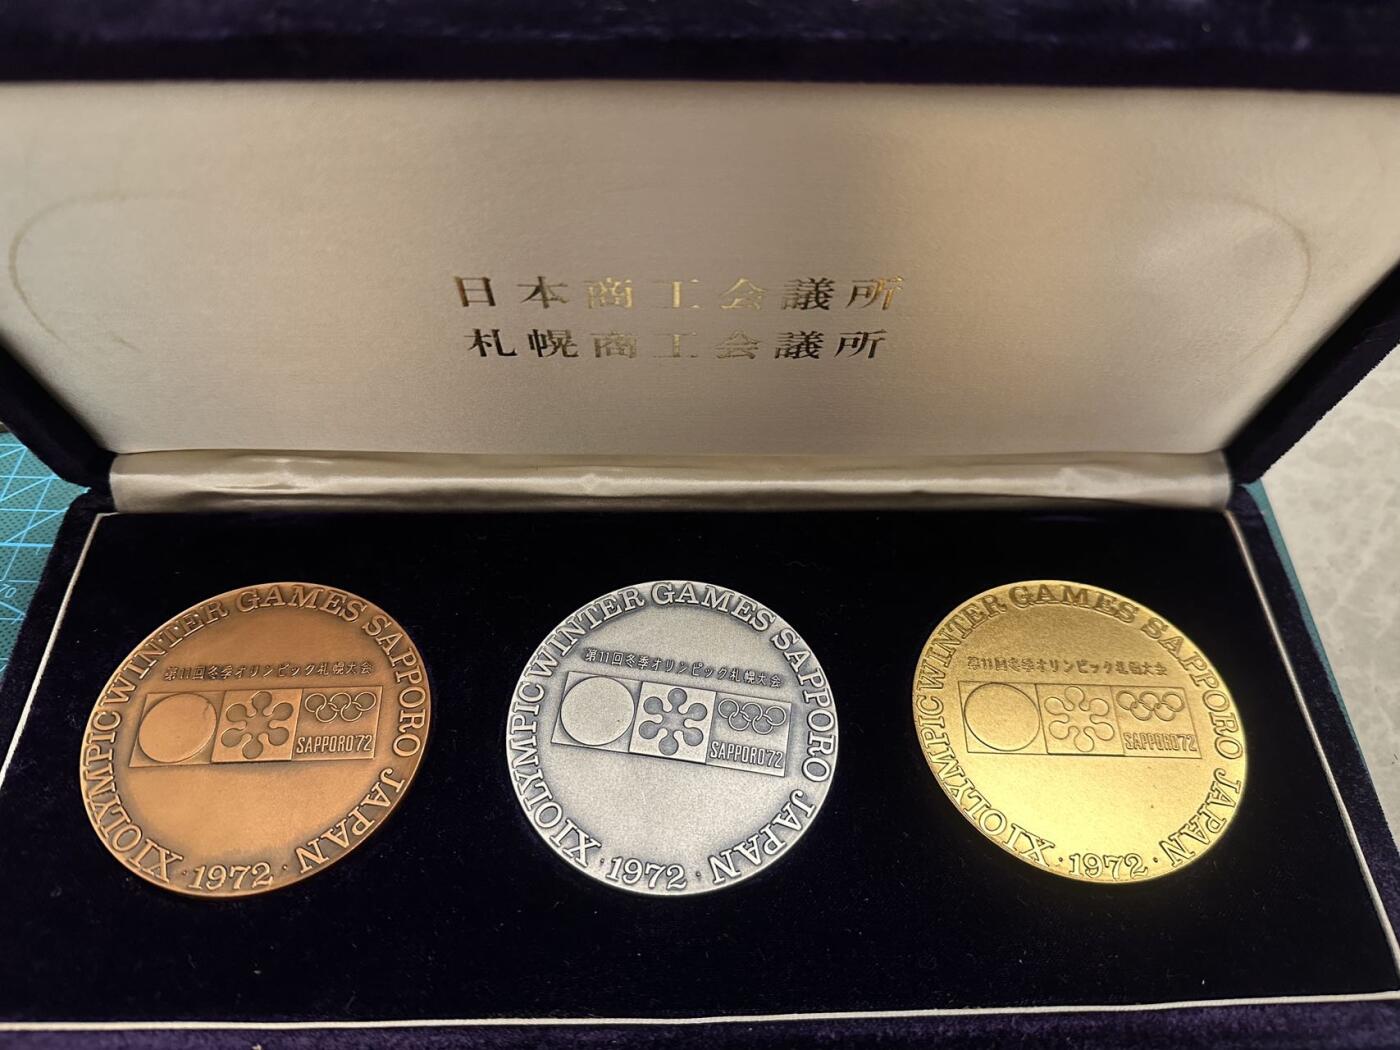 日本商工会議所
札幌商工会議所
XI OLYMPIC WINTER GAMES SAPPORO JAPAN
第11回冬季オリンピック札幌大会
SAPPORO'72
・1972・
XI OLYMPIC WINTER GAMES SAPPORO JAPAN
第11回冬季オリンピック札幌大会
SAPPORO'72
・1972・
XI OLYMPIC WINTER GAMES SAPPORO JAPAN
第11回冬季オリンピック札幌大会
SAPPORO'72
・1972・